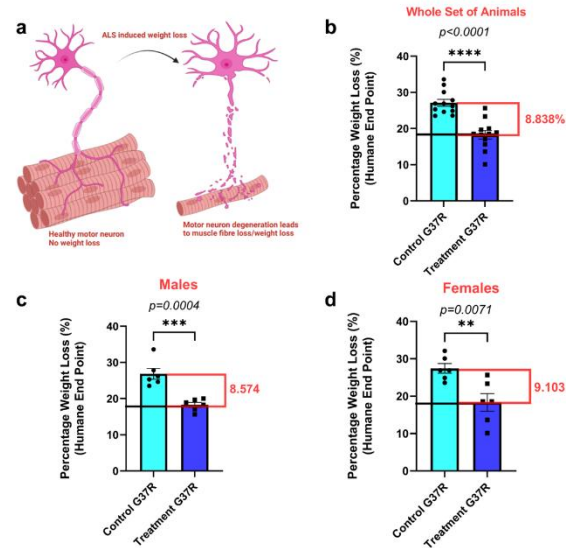 a
ALS induced weight loss
Healthy motor neuron
No weight loss
Motor neuron degeneration leads
to muscle fibre loss/weight loss
b
Whole Set of Animals
p<0.0001
****
Percentage Weight Loss (%)
(Humane End Point)
40
30
20
10
0
8.838%
Control G37R
Treatment G37R
c
Males
p=0.0004
***
Percentage Weight Loss (%)
(Humane End Point)
40
30
20
10
0
8.574
Control G37R
Treatment G37R
d
Females
p=0.0071
**
Percentage Weight Loss (%)
(Humane End Point)
40
30
20
10
0
9.103
Control G37R
Treatment G37R